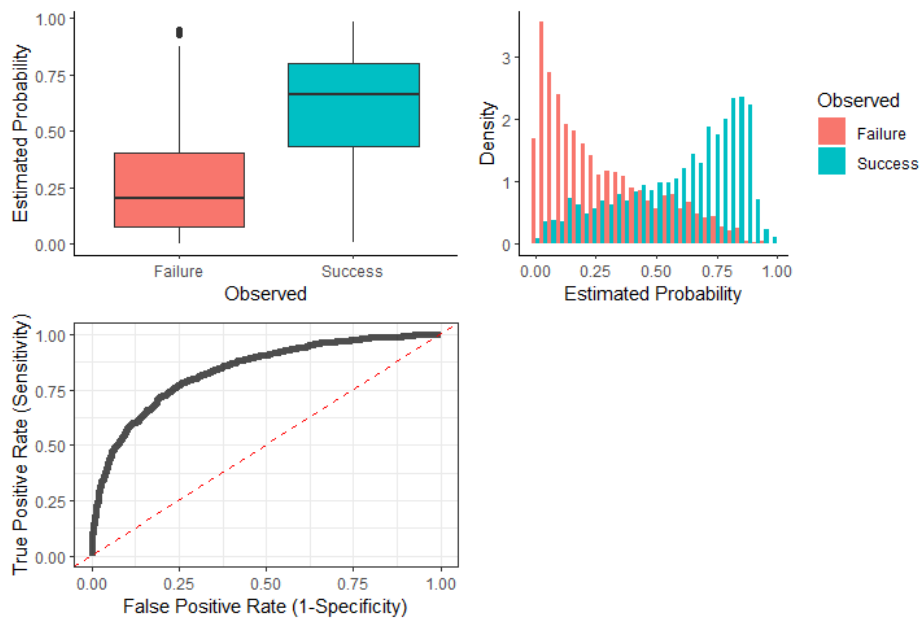 Estimated Probability
1.00
0.75
0.50
0.25
0.00
Failure
Success
Observed
Density
3
2
1
0
0.00
0.25
0.50
0.75
1.00
Estimated Probability
Observed
Failure
Success
True Positive Rate (Sensitivity)
1.00
0.75
0.50
0.25
0.00
0.00
0.25
0.50
0.75
1.00
False Positive Rate (1-Specificity)